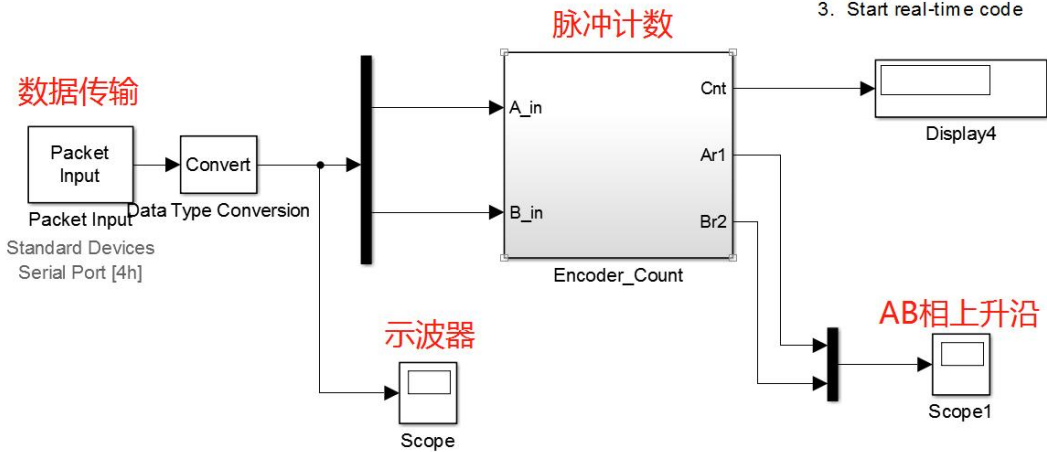 3. Start real-time code
脉冲计数
数据传输
Packet
Input
Packet Input
Standard Devices
Serial Port [4h]
Convert
Data Type Conversion
A_in
B_in
Cnt
Ar1
Br2
Encoder_Count
Display4
示波器
Scope
AB相上升沿
Scope1